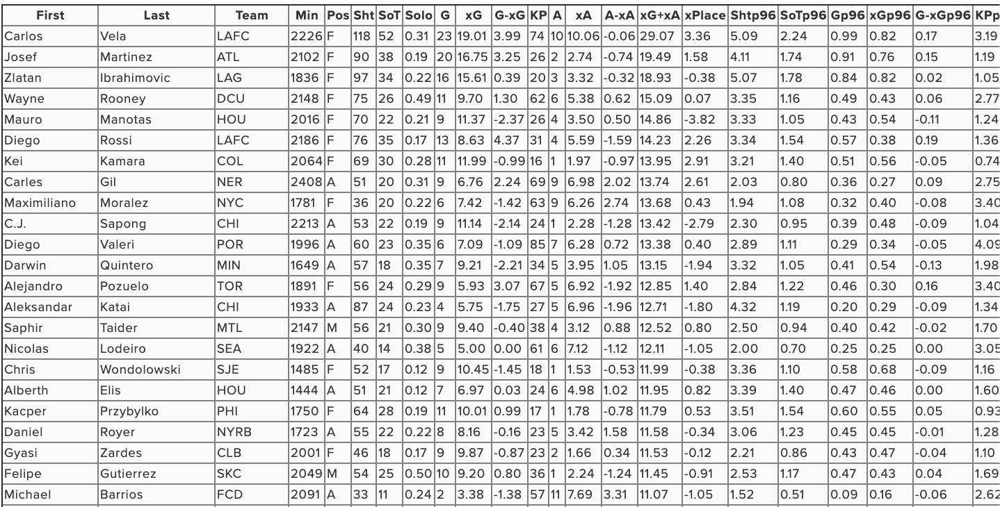 First Last Team Min Pos Sht SoT Solo G xG G-xG KP A xA A-xA xG+xA xPlace Shtp96 SoTp96 Gp96 xGp96 G-xGp96 KPp
Carlos Vela LAFC 2226 F 118 52 0.31 23 19.01 3.99 74 10 10.06 -0.06 29.07 3.36 5.09 2.24 0.99 0.82 0.17 3.19
Josef Martinez ATL 2102 F 90 38 0.19 20 16.75 3.25 26 2 2.74 -0.74 19.49 1.58 4.11 1.74 0.91 0.76 0.15 1.19
Zlatan Ibrahimovic LAG 1836 F 97 34 0.22 16 15.61 0.39 20 3 3.32 -0.32 18.93 -0.38 5.07 1.78 0.84 0.82 0.02 1.05
Wayne Rooney DCU 2148 F 75 26 0.49 11 9.70 1.30 62 6 5.38 0.62 15.09 0.07 3.35 1.16 0.49 0.43 0.06 2.77
Mauro Manotas HOU 2016 F 70 22 0.21 9 11.37 -2.37 26 4 3.50 0.50 14.86 -3.82 3.33 1.05 0.43 0.54 -0.11 1.24
Diego Rossi LAFC 2186 F 76 35 0.17 13 8.63 4.37 31 4 5.59 -1.59 14.23 2.26 3.34 1.54 0.57 0.38 0.19 1.36
Kei Kamara COL 2064 F 69 30 0.28 11 11.99 -0.99 16 1 1.97 -0.97 13.95 2.91 3.21 1.40 0.51 0.56 -0.05 0.74
Carles Gil NER 2408 A 51 20 0.31 9 6.76 2.24 69 9 6.98 2.02 13.74 2.61 2.03 0.80 0.36 0.27 0.09 2.75
Maximiliano Moralez NYC 1781 F 36 20 0.22 6 7.42 -1.42 63 9 6.26 2.74 13.68 0.43 1.94 1.08 0.32 0.40 -0.08 3.40
C.J. Sapong CHI 2213 A 53 22 0.19 9 11.14 -2.14 24 1 2.28 -1.28 13.42 -2.79 2.30 0.95 0.39 0.48 -0.09 1.04
Diego Valeri POR 1996 A 60 23 0.35 6 7.09 -1.09 85 7 6.28 0.72 13.38 0.40 2.89 1.11 0.29 0.34 -0.05 4.09
Darwin Quintero MIN 1649 A 57 18 0.35 7 9.21 -2.21 34 5 3.95 1.05 13.15 -1.94 3.32 1.05 0.41 0.54 -0.13 1.98
Alejandro Pozuelo TOR 1891 F 56 24 0.29 9 5.93 3.07 67 5 6.92 -1.92 12.85 1.40 2.84 1.22 0.46 0.30 0.16 3.40
Aleksandar Katai CHI 1933 A 87 24 0.23 4 5.75 -1.75 27 5 6.96 -1.96 12.71 -1.80 4.32 1.19 0.20 0.29 -0.09 1.34
Saphir Taider MTL 2147 M 56 21 0.30 9 9.40 -0.40 38 4 3.12 0.88 12.52 0.80 2.50 0.94 0.40 0.42 -0.02 1.70
Nicolas Lodeiro SEA 1922 A 40 14 0.38 5 5.00 0.00 61 6 7.12 -1.12 12.11 -1.05 2.00 0.70 0.25 0.25 0.00 3.05
Chris Wondolowski SJE 1485 F 52 17 0.12 9 10.45 -1.45 18 1 1.53 -0.53 11.99 -0.38 3.36 1.10 0.58 0.68 -0.09 1.16
Alberth Elis HOU 1444 A 51 21 0.12 7 6.97 0.03 24 6 4.98 1.02 11.95 0.82 3.39 1.40 0.47 0.46 0.00 1.60
Kacper Przybylko PHI 1750 F 64 28 0.19 11 10.01 0.99 17 1 1.78 -0.78 11.79 0.53 3.51 1.54 0.60 0.55 0.05 0.93
Daniel Royer NYRB 1723 A 55 22 0.22 8 8.16 -0.16 23 5 3.42 1.58 11.58 -0.34 3.06 1.23 0.45 0.45 -0.01 1.28
Gyasi Zardes CLB 2001 F 46 18 0.17 9 9.87 -0.87 23 2 1.66 0.34 11.53 -0.12 2.21 0.86 0.43 0.47 -0.04 1.10
Felipe Gutierrez SKC 2049 M 54 25 0.50 10 9.20 0.80 36 1 2.24 -1.24 11.45 -0.91 2.53 1.17 0.47 0.43 0.04 1.69
Michael Barrios FCD 2091 A 33 11 0.24 2 3.38 -1.38 57 11 7.69 3.31 11.07 -1.05 1.52 0.51 0.09 0.16 -0.06 2.62